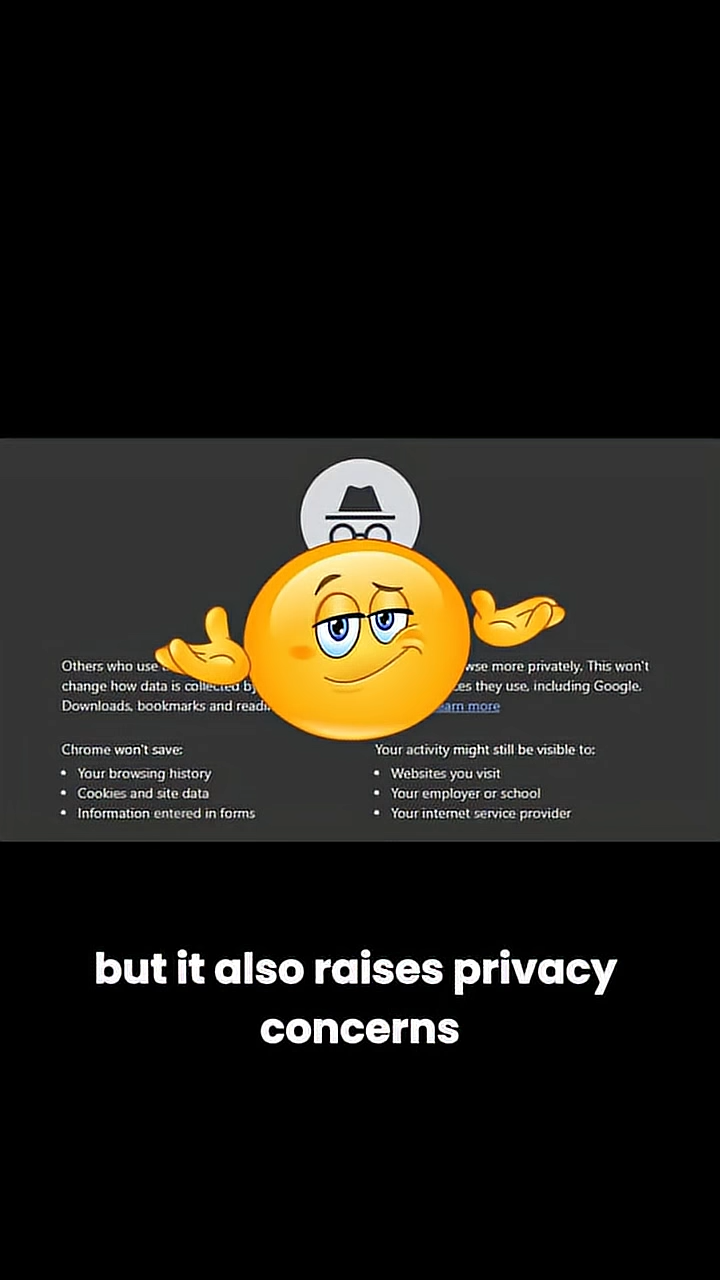 Others who use
wse more privately. This won't
change how data is collected b
ces they use, including Google.
Downloads, bookmarks and readi
earn more
Chrome won't save:
Your browsing history
Cookies and site data
Information entered in forms
Your activity might still be visible to:
Websites you visit
Your employer or school
Your internet service provider
but it also raises privacy
concerns